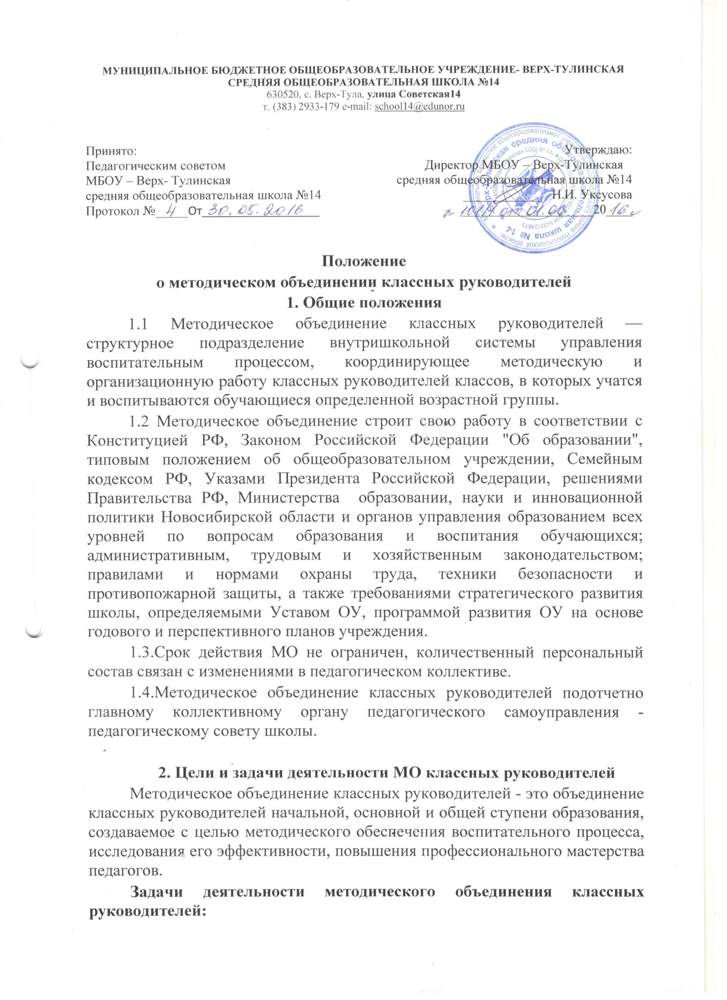 МУНИЦИПАЛЬНОЕ БЮДЖЕТНОЕ ОБЩЕОБРАЗОВАТЕЛЬНОЕ УЧРЕЖДЕНИЕ- ВЕРХ-ТУЛИНСКАЯ
СРЕДНЯЯ ОБЩЕОБРАЗОВАТЕЛЬНАЯ ШКОЛА №14
630520, с. Верх-Тула, улица Советская14
т. (383) 2933-179 e-mail: school14@edunor.ru
Принято:
Педагогическим советом
МБОУ – Верх- Тулинская
средняя общеобразовательная школа №14
Протокол №_____4 От 30.05.2016
Утверждаю:
Директор МБОУ – Верх-Тулинская
средняя общеобразовательная школа №14
Н.И. Уксусова
от 01.06. 2016 г
Верх-Тулинская средняя общеобразовательная школа № 14
ИНН 5433124615
Положение
о методическом объединении классных руководителей
1. Общие положения
1.1 Методическое объединение классных руководителей —
структурное подразделение внутришкольной системы управления
воспитательным процессом, координирующее методическую и
организационную работу классных руководителей классов, в которых учатся
и воспитываются обучающиеся определенной возрастной группы.
1.2 Методическое объединение строит свою работу в соответствии с
Конституцией РФ, Законом Российской Федерации "Об образовании",
типовым положением об общеобразовательном учреждении, Семейным
кодексом РФ, Указами Президента Российской Федерации, решениями
Правительства РФ, Министерства образовании, науки и инновационной
политики Новосибирской области и органов управления образованием всех
уровней по вопросам образования и воспитания обучающихся;
административным, трудовым и хозяйственным законодательством;
правилами и нормами охраны труда, техники безопасности и
противопожарной защиты, а также требованиями стратегического развития
школы, определяемыми Уставом ОУ, программой развития ОУ на основе
годового и перспективного планов учреждения.
1.3.Срок действия МО не ограничен, количественный персональный
состав связан с изменениями в педагогическом коллективе.
1.4.Методическое объединение классных руководителей подотчетно
главному коллективному органу педагогического самоуправления -
педагогическому совету школы.
2. Цели и задачи деятельности МО классных руководителей
Методическое объединение классных руководителей - это объединение
классных руководителей начальной, основной и общей ступени образования,
создаваемое с целью методического обеспечения воспитательного процесса,
исследования его эффективности, повышения профессионального мастерства
педагогов.
Задачи деятельности методического объединения классных
руководителей: